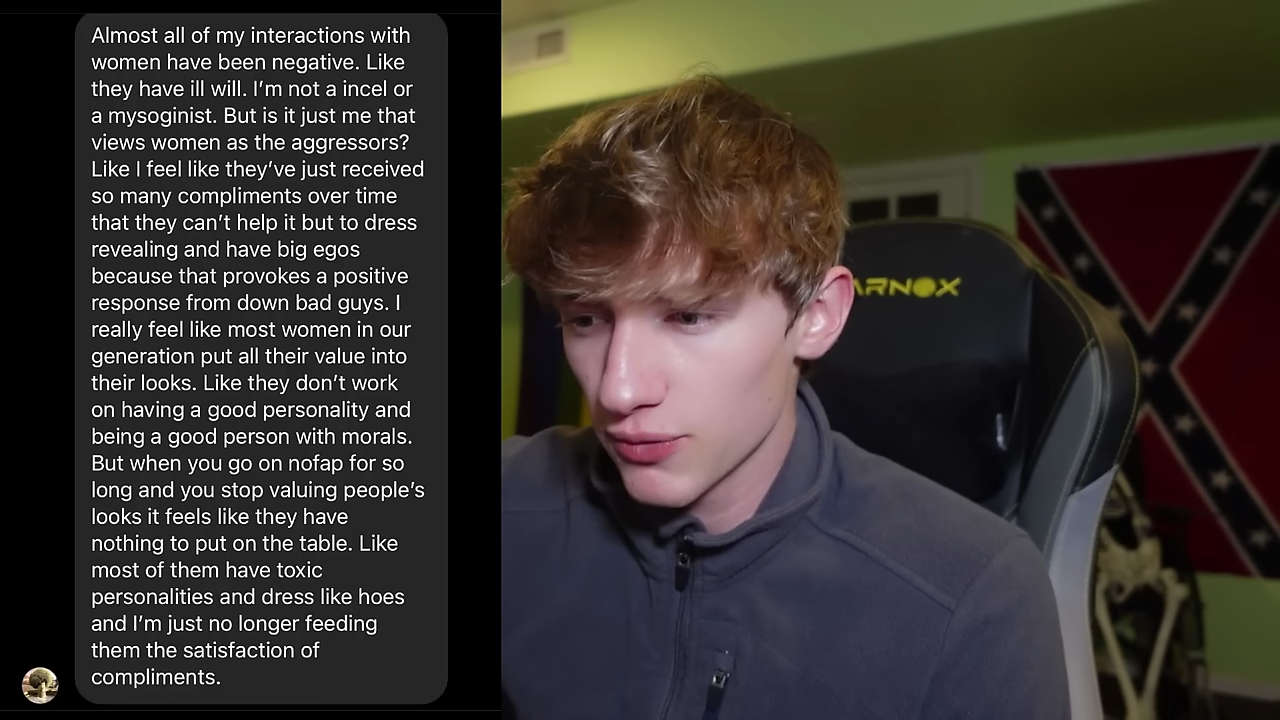 Almost all of my interactions with
women have been negative. Like
they have ill will. I'm not a incel or
a mysoginist. But is it just me that
views women as the aggressors?
Like I feel like they've just received
so many compliments over time
that they can't help it but to dress
revealing and have big egos
because that provokes a positive
response from down bad guys. I
really feel like most women in our
generation put all their value into
their looks. Like they don't work
on having a good personality and
being a good person with morals.
But when you go on nofap for so
long and you stop valuing people's
looks it feels like they have
nothing to put on the table. Like
most of them have toxic
personalities and dress like hoes
and I'm just no longer feeding
them the satisfaction of
compliments.
ARNOX